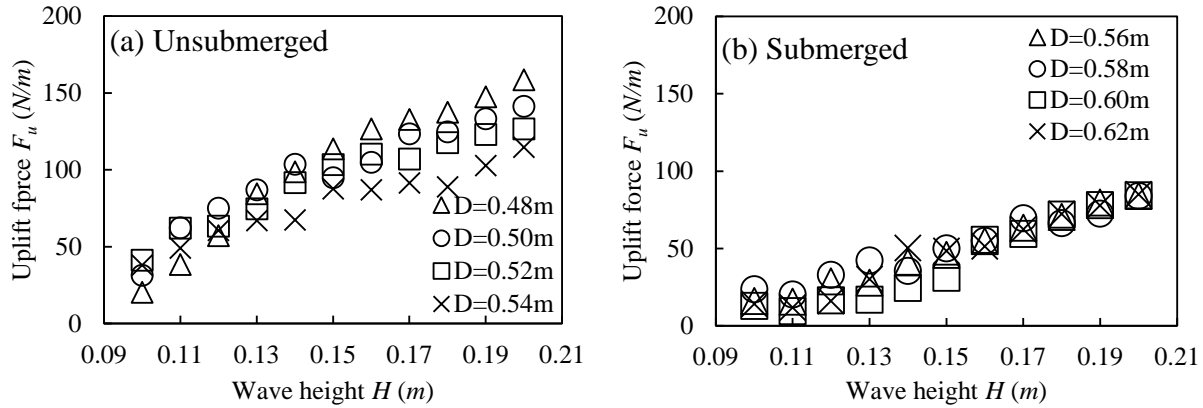 (a) Unsubmerged
Uplift fprce F_u (N/m)
200
150
100
50
0
0.09 0.11 0.13 0.15 0.17 0.19 0.21
Wave height H (m)
D=0.48m
D=0.50m
D=0.52m
D=0.54m
(b) Submerged
Uplift force F_u (N/m)
200
150
100
50
0
0.09 0.11 0.13 0.15 0.17 0.19 0.21
Wave height H (m)
D=0.56m
D=0.58m
D=0.60m
D=0.62m